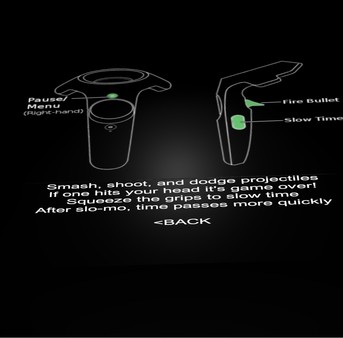 Pause/
Menu
(Right-hand)
Fire Bullet
Slow Time
Smash, shoot, and dodge projectiles
If one hits your head it's game over!
Squeeze the grips to slow time
After slo-mo, time passes more quickly
<BACK